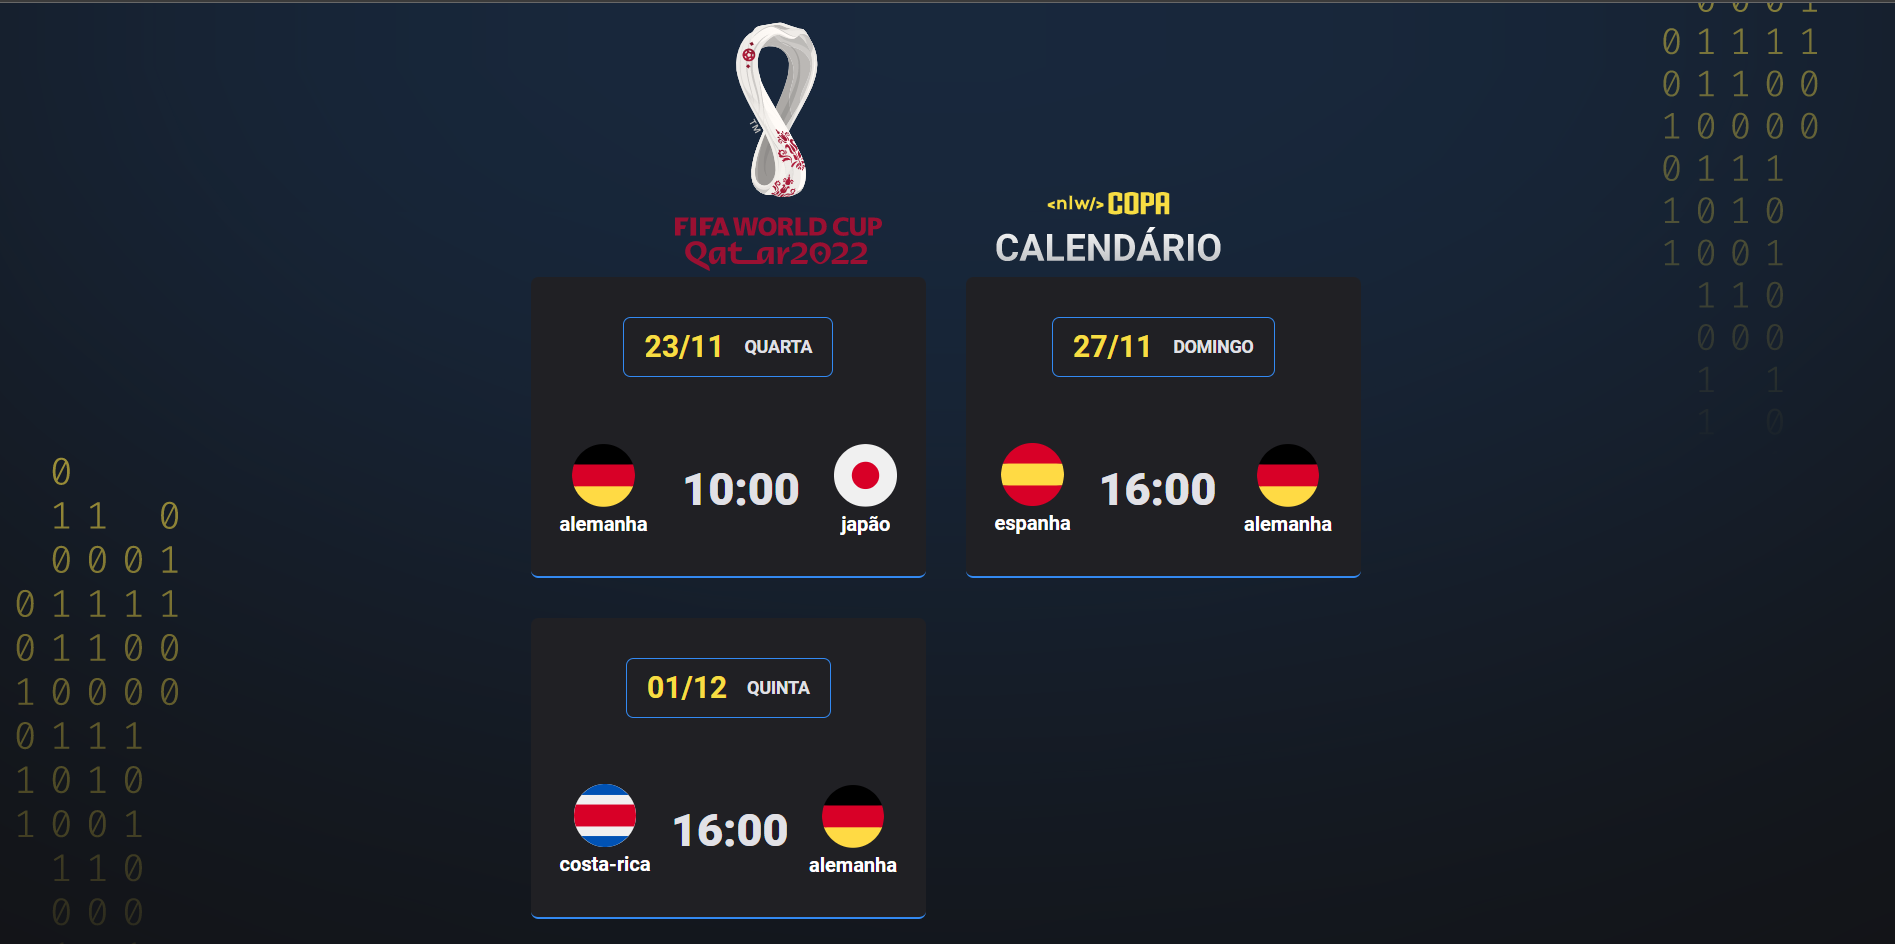 TM
FIFA WORLD CUP
Qatar2022
<nlw/> COPA
CALENDÁRIO
23/11 QUARTA
alemanha 10:00 japão
27/11 DOMINGO
espanha 16:00 alemanha
01/12 QUINTA
costa-rica 16:00 alemanha
0 0 0 1
0 1 1 1 1
0 1 1 0 0
1 0 0 0 0
0 1 1 1
1 0 1 0
1 0 0 1
1 1 0
0 0 0
1 1
1 0
0
1 1 0
0 0 0 1
0 1 1 1 1
0 1 1 0 0
1 0 0 0 0
0 1 1 1
1 0 1 0
1 0 0 1
1 1 0
0 0 0